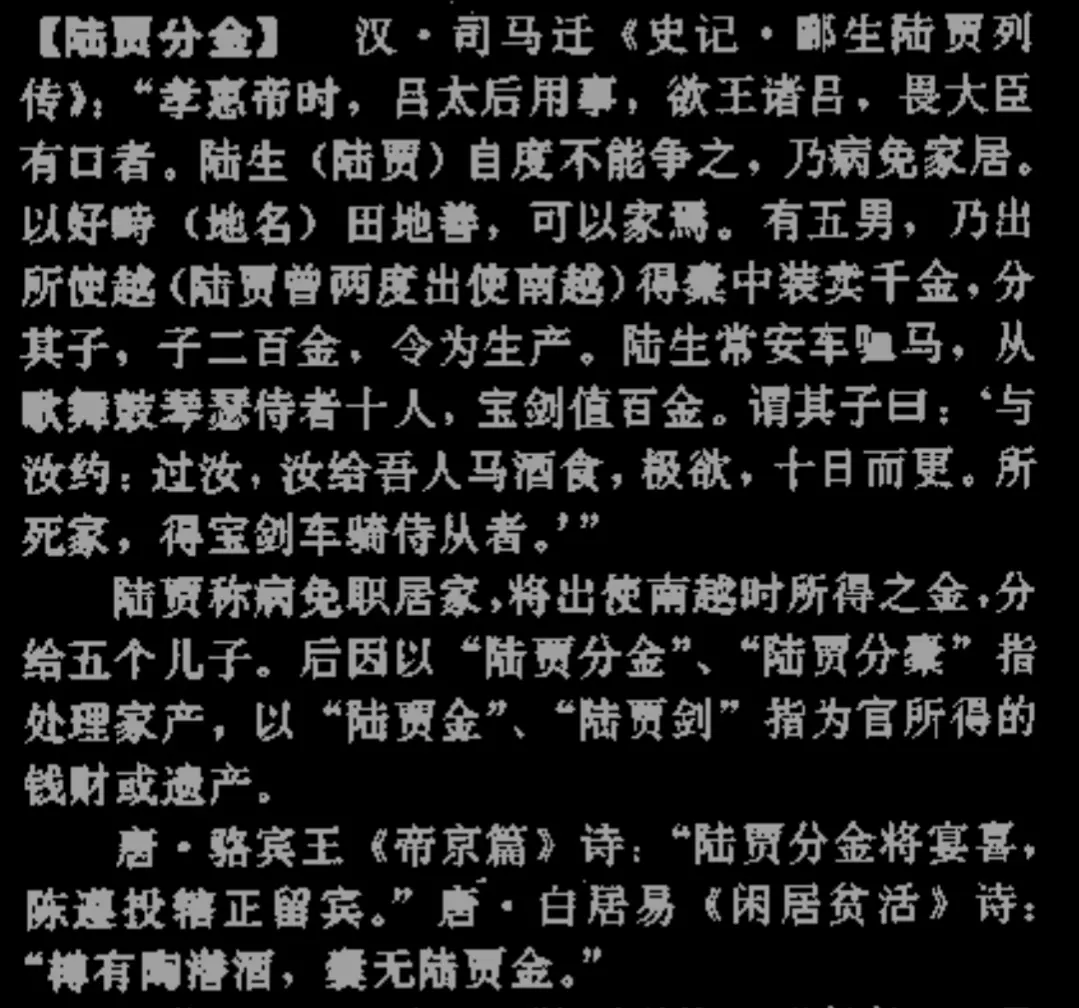 【陆贾分金】 汉·司马迁《史记·郦生陆贾列
传》：“孝惠帝时，吕太后用事，欲王诸吕，畏大臣
有口者。陆生（陆贾）自度不能争之，乃病免家居。
以好畤（地名）田地善，可以家焉。有五男，乃出
所使越（陆贾曾两度出使南越）得橐中装卖千金，分
其子，子二百金，令为生产。陆生常安车驷马，从
歌舞鼓琴瑟侍者十人，宝剑值百金。谓其子曰：‘与
汝约：过汝，汝给吾人马酒食，极欲，十日而更。所
死家，得宝剑车骑侍从者。’”
陆贾称病免职居家，将出使南越时所得之金，分
给五个儿子。后因以“陆贾分金”、“陆贾分橐”指
处理家产，以“陆贾金”、“陆贾剑”指为官所得的
钱财或遗产。
唐·骆宾王《帝京篇》诗：“陆贾分金将宴喜，
陈遵投辖正留宾。”唐·白居易《闲居贫活》诗：
“樽有陶潜酒，囊无陆贾金。”